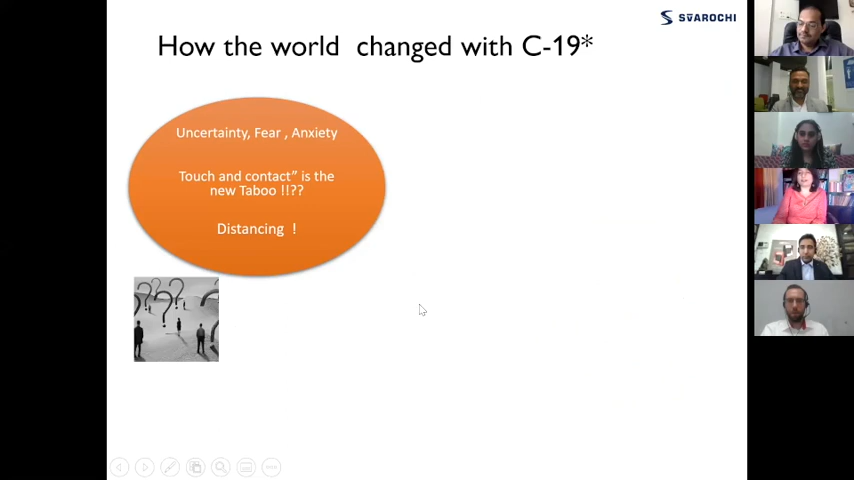 SVAROCHI
How the world  changed with C-19*
Uncertainty, Fear , Anxiety
Touch and contact” is the
new Taboo !!??
Distancing  !